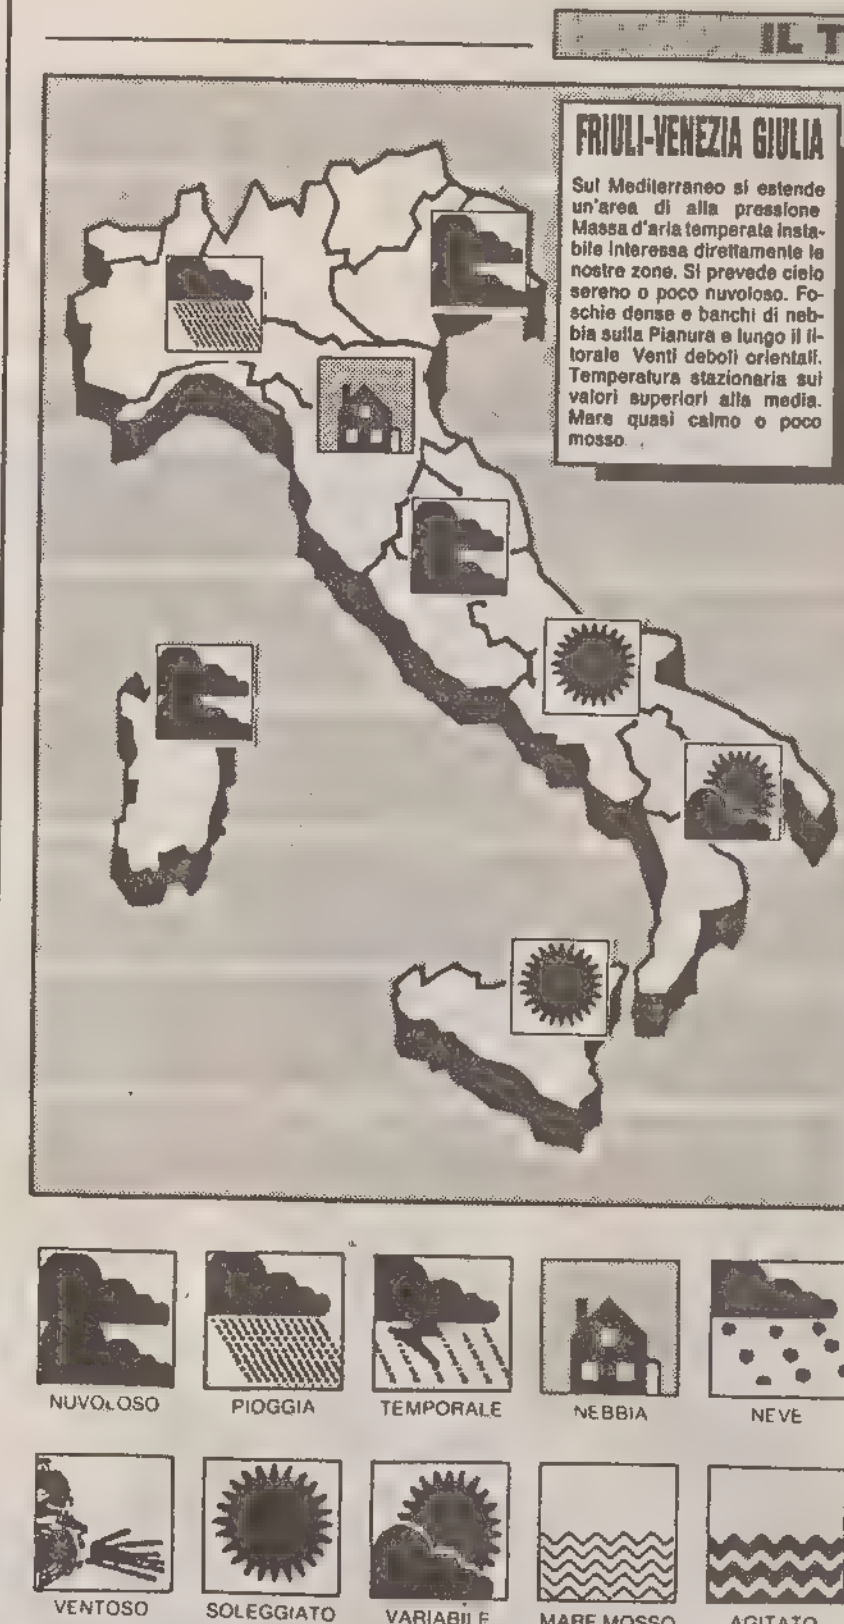 IL T
FRIULI-VENEZIA GIULIA
Sul Mediterraneo si estende
un'area di alla pressione
Massa d'aria temperata insta-
bile interessa direttamente le
nostre zone. Si prevede cielo
sereno o poco nuvoloso. Fo-
schie dense e banchi di neb-
bia sulla Pianura e lungo il li-
torale Venti deboli orientali.
Temperatura stazionaria sui
valori superiori alla media.
Mare quasi calmo o poco
mosso.
NUVOLOSO PIOGGIA TEMPORALE NEBBIA NEVE
VENTOSO SOLEGGIATO VARIABILE MARE MOSSO AGITATO